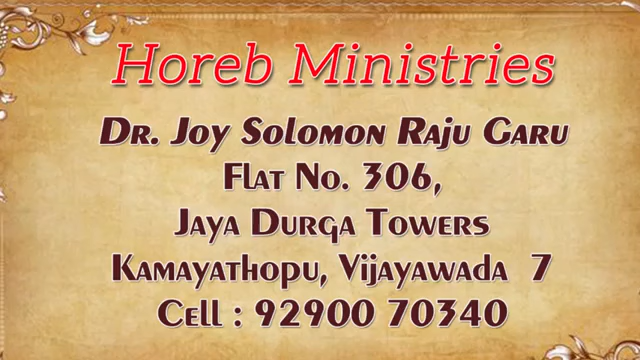 Horeb Ministries
Dr. Joy Solomon Raju Garu
Flat No. 306,
Jaya Durga Towers
Kamayathopu, Vijayawada 7
Cell : 92900 70340